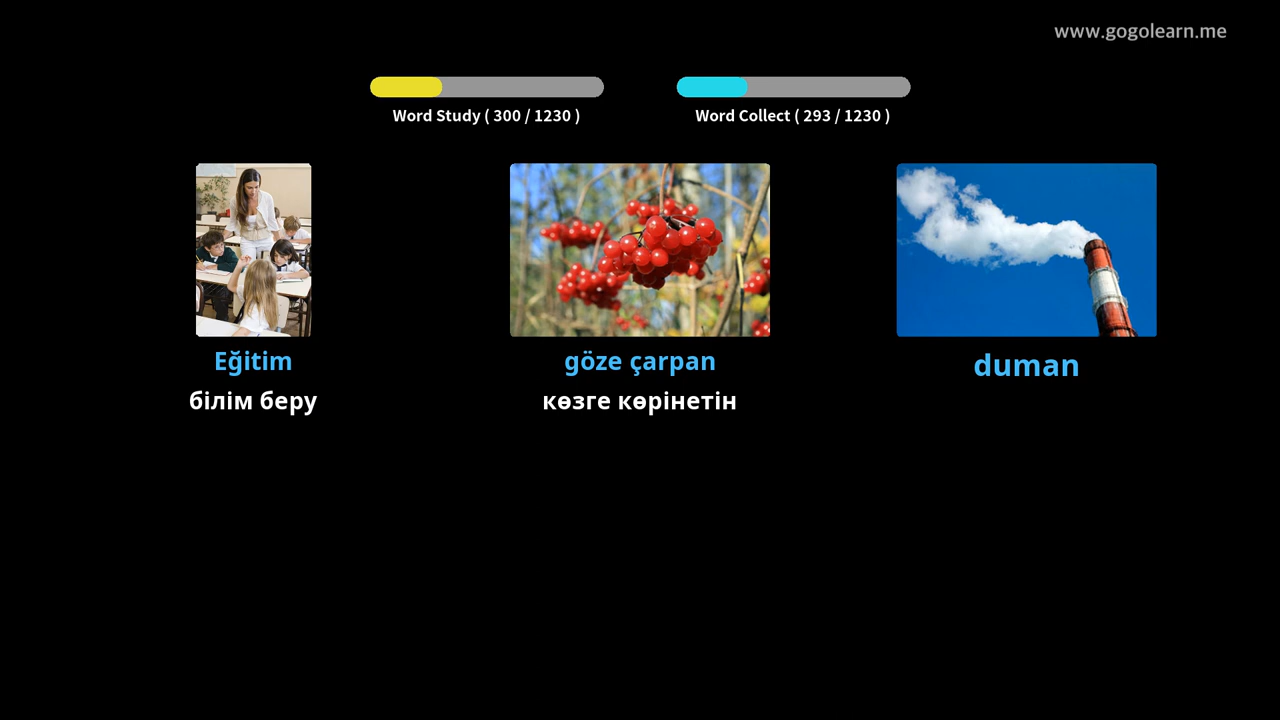 www.gogolearn.me
Word Study ( 300 / 1230 )
Word Collect ( 293 / 1230 )
Eğitim
білім беру
göze çarpan
көзге көрінетін
duman